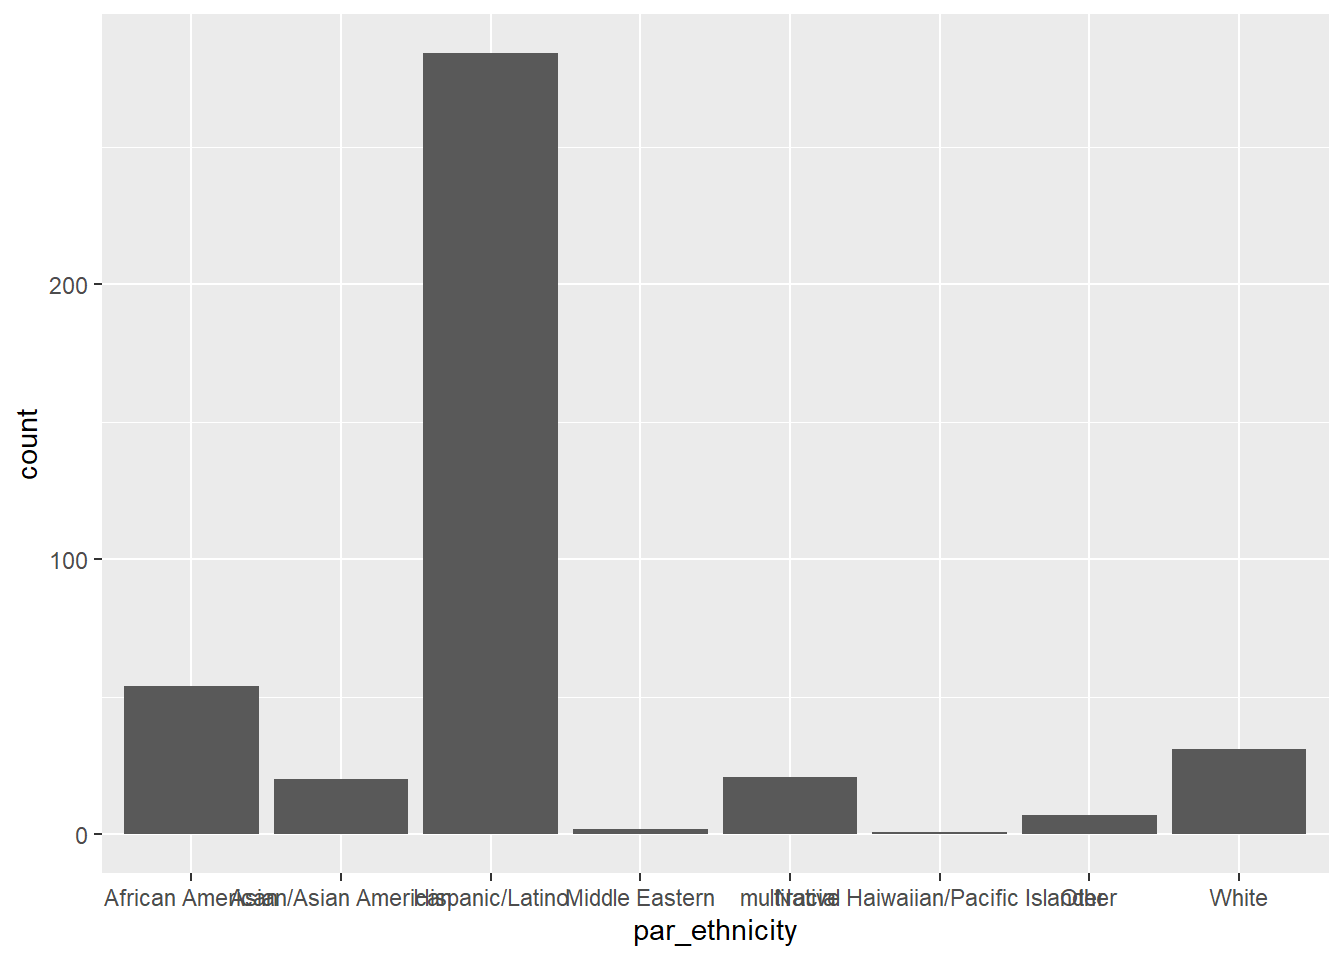 200
100
0
count
African American Asian/Asian American Hispanic/Latino Middle Eastern multiracial Native Haiwaiian/Pacific Islander Other White
par_ethnicity